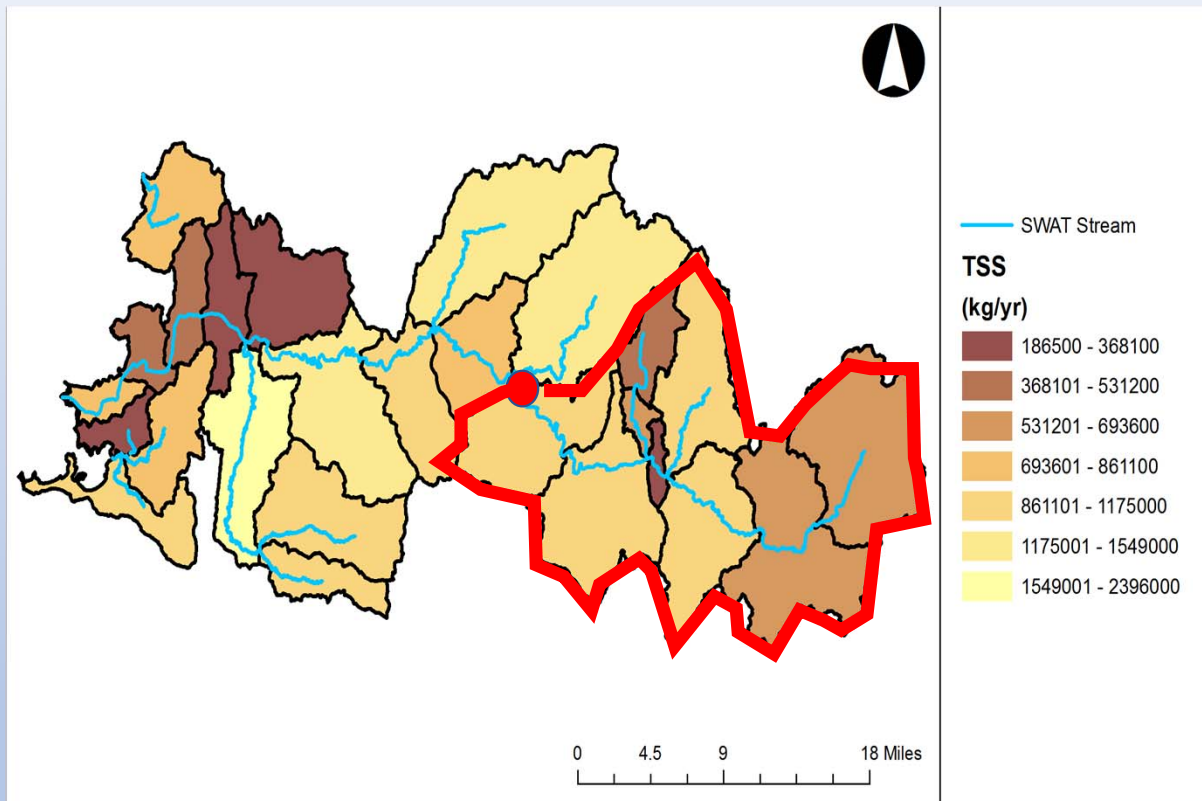 SWAT Stream
TSS
(kg/yr)
186500 - 368100
368101 - 531200
531201 - 693600
693601 - 861100
861101 - 1175000
1175001 - 1549000
1549001 - 2396000
0 4.5 9 18 Miles